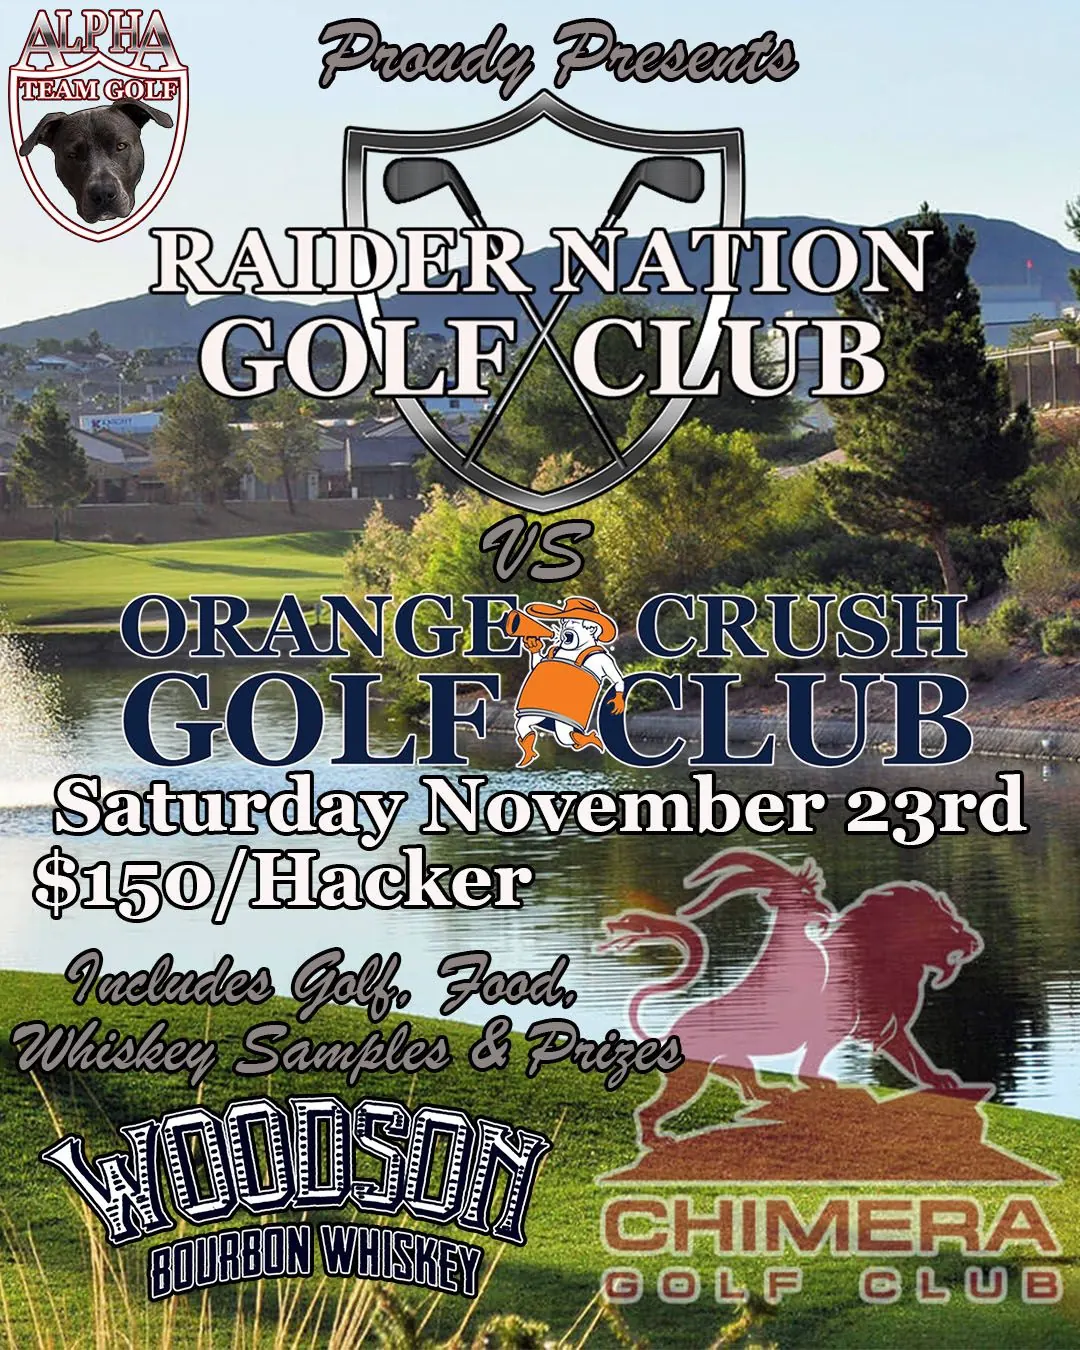 ALPHA
TEAM GOLF
Proudy Presents
RAIDER NATION
GOLF CLUB
VS
ORANGE CRUSH
GOLF CLUB
Saturday November 23rd
$150/Hacker
Includes Golf, Food,
Whiskey Samples & Prizes
WOODSON
BOURBON WHISKEY
CHIMERA
GOLF CLUB